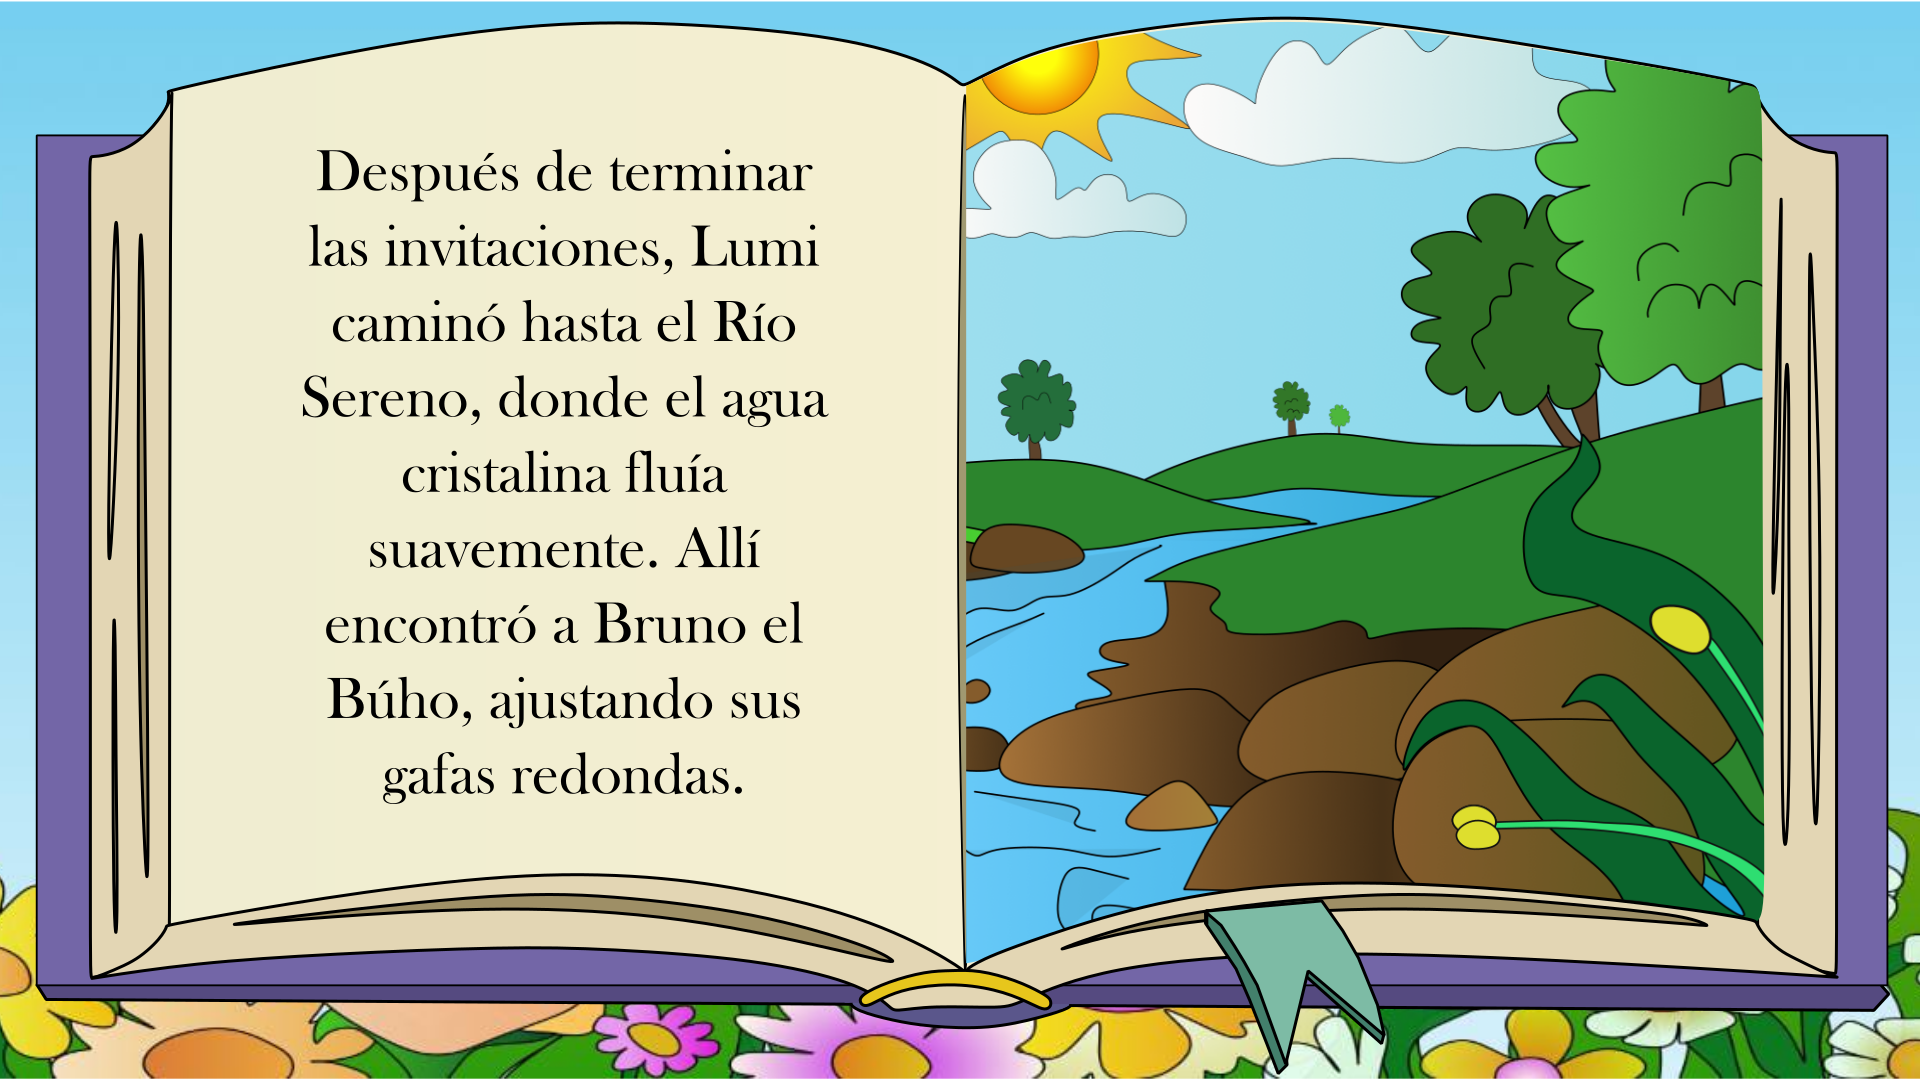 Después de terminar
las invitaciones, Lumi
caminó hasta el Río
Sereno, donde el agua
cristalina fluía
suavemente. Allí
encontró a Bruno el
Búho, ajustando sus
gafas redondas.